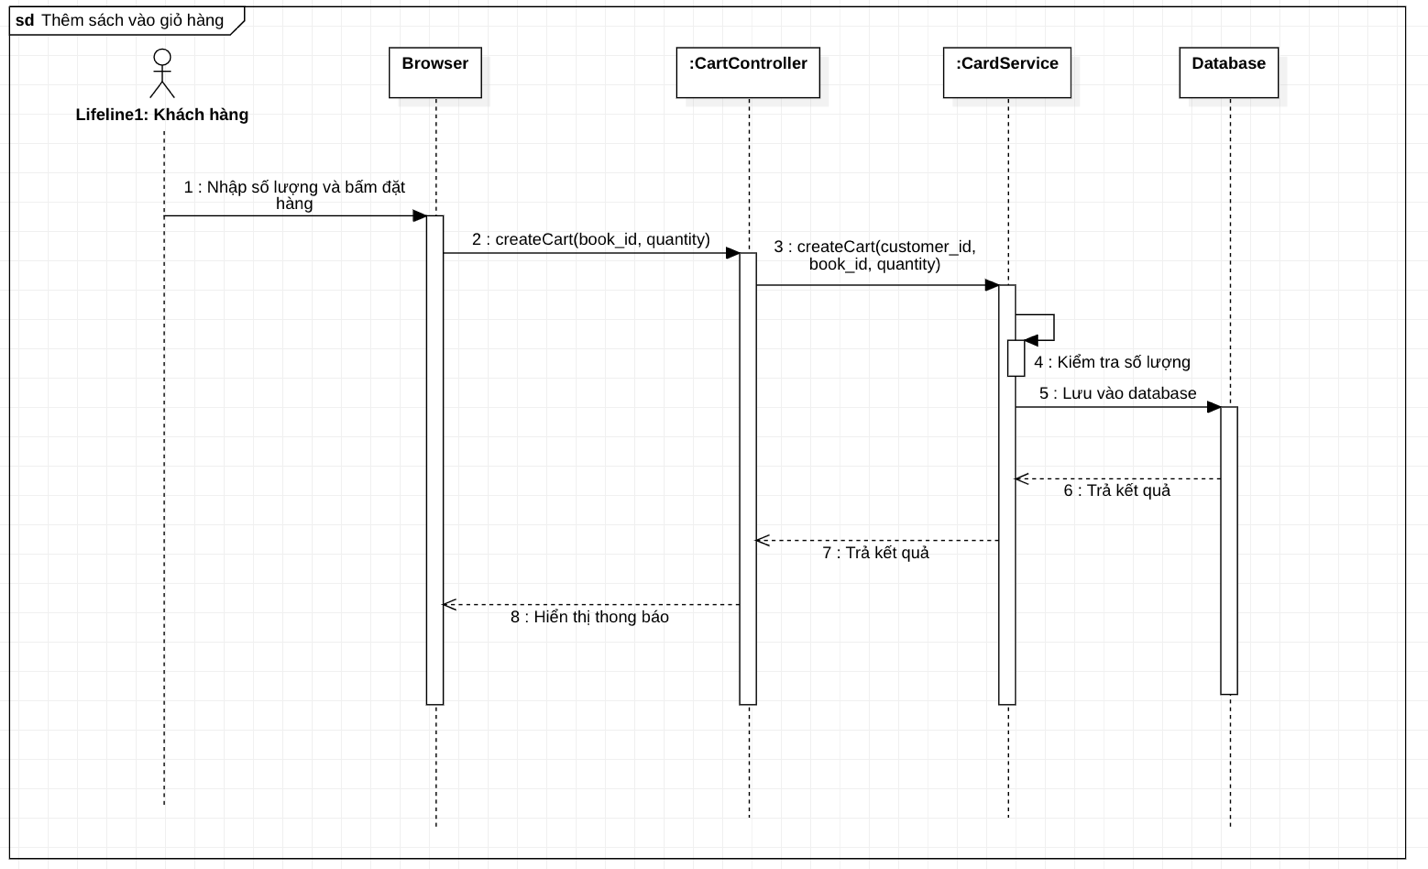 sd Thêm sách vào giỏ hàng
Browser
:CartController
:CardService
Database
Lifeline1: Khách hàng
1 : Nhập số lượng và bấm đặt
hàng
2 : createCart(book_id, quantity)
3 : createCart(customer_id,
book_id, quantity)
4 : Kiểm tra số lượng
5 : Lưu vào database
6 : Trả kết quả
7 : Trả kết quả
8 : Hiển thị thong báo